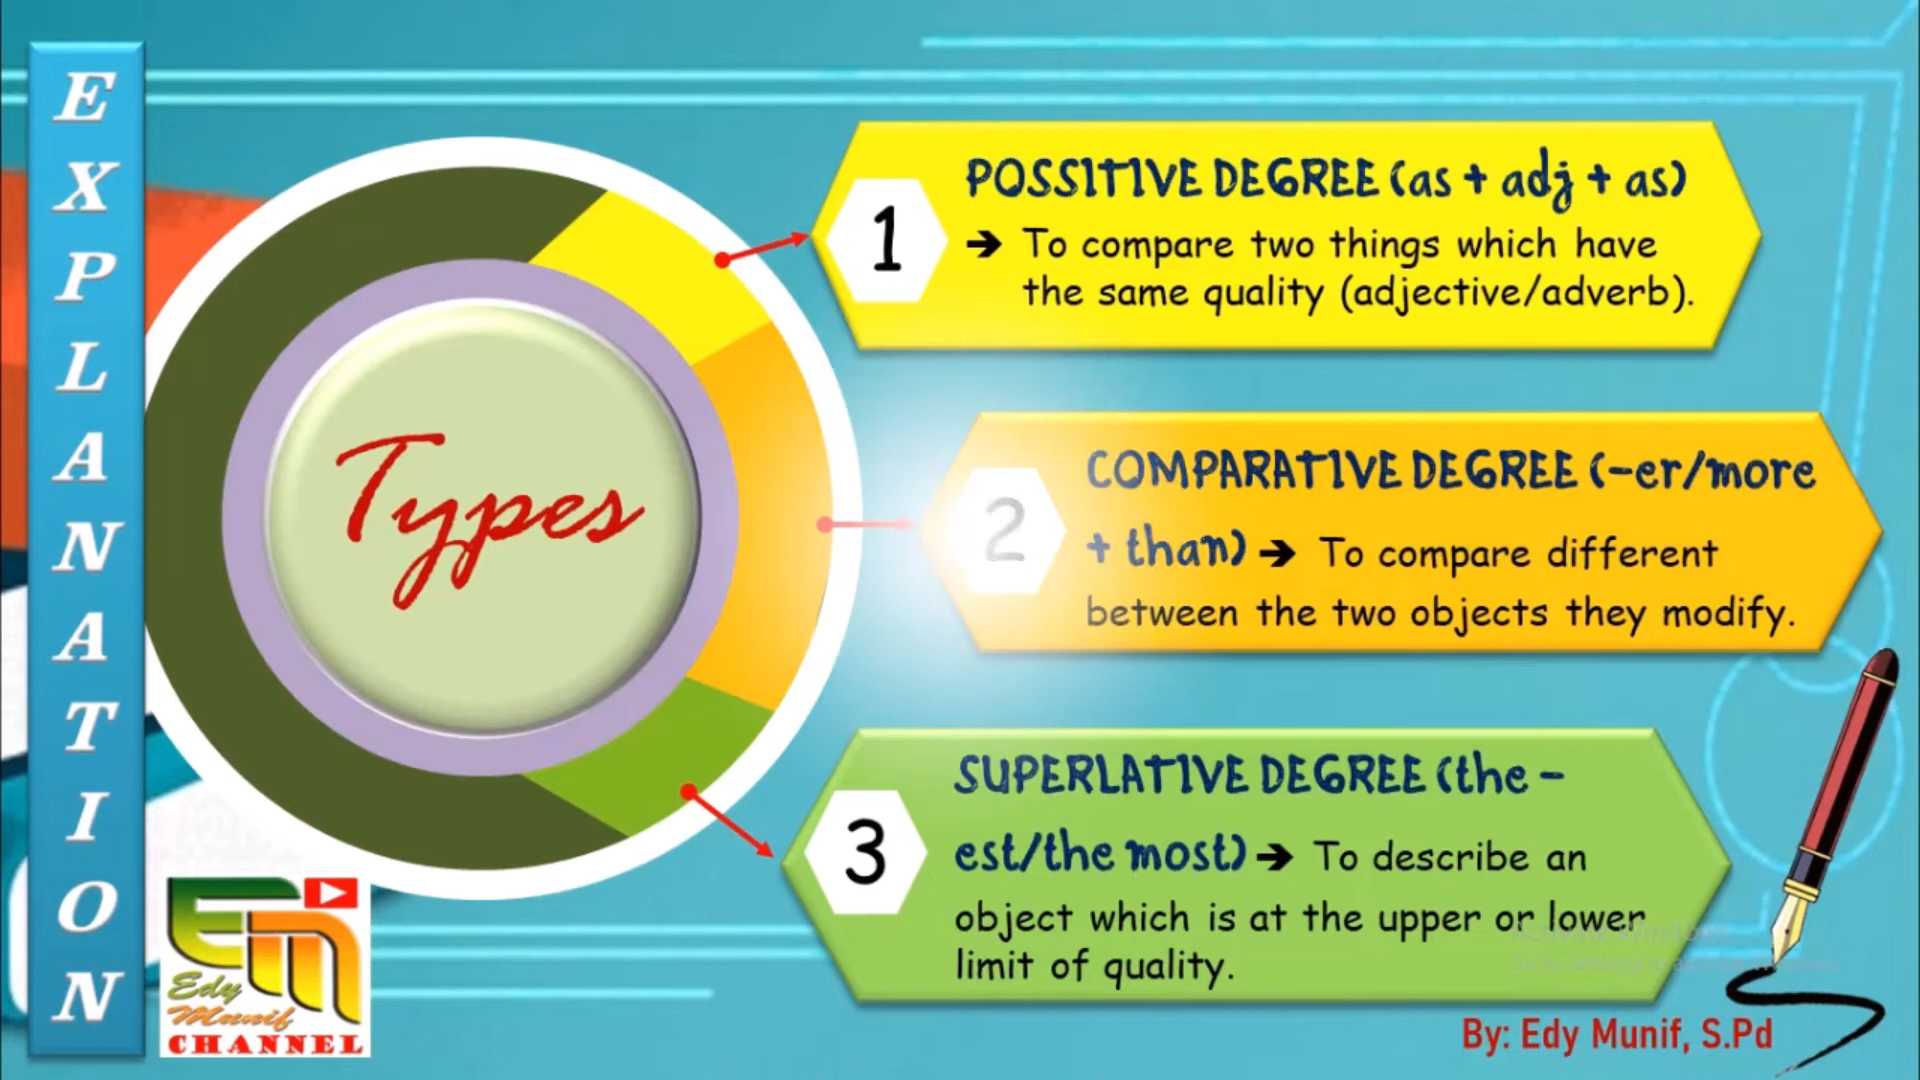 EXPLANATION
Types
1
POSSITIVE DEGREE (as + adj + as)
➔ To compare two things which have
the same quality (adjective/adverb).
2
COMPARATIVE DEGREE (-er/more
+ than) ➔ To compare different
between the two objects they modify.
3
SUPERLATIVE DEGREE (the -
est/the most) ➔ To describe an
object which is at the upper or lower
limit of quality.
EM
Edy
Munif
CHANNEL
By: Edy Munif, S.Pd